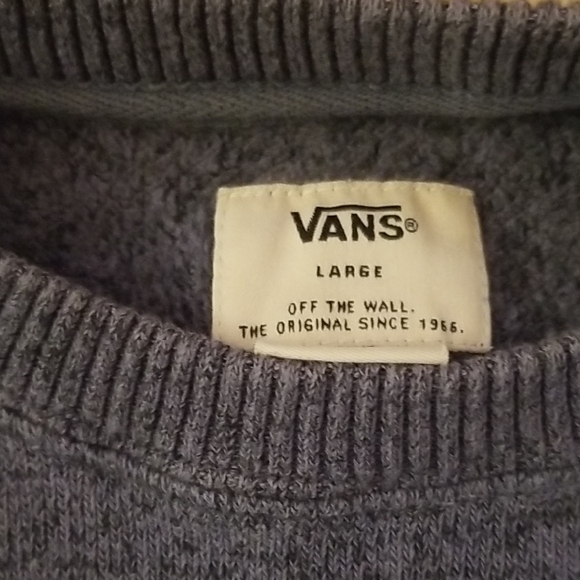 VANS®
LARGE
OFF THE WALL.
THE ORIGINAL SINCE 1966.